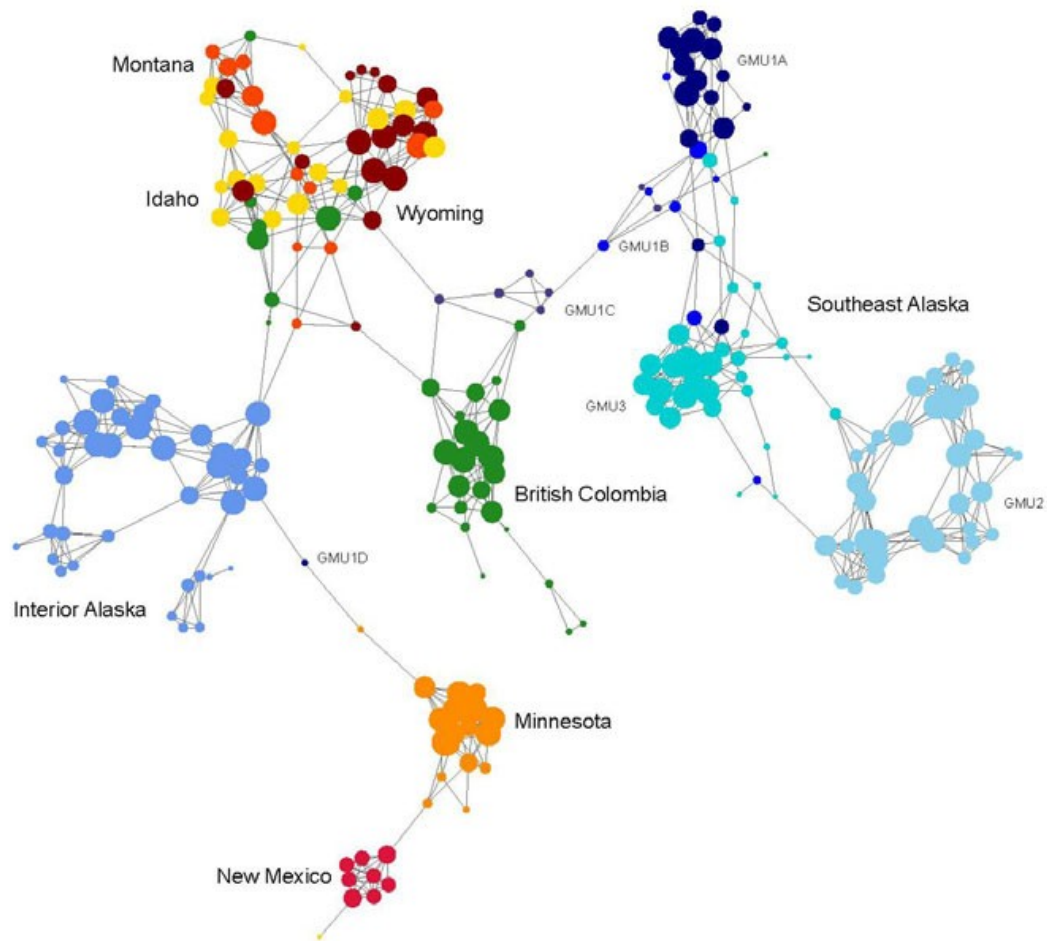 Montana
GMU1A
Idaho
Wyoming
GMU1B
GMU1C
Southeast Alaska
GMU3
British Colombia
GMU2
GMU1D
Interior Alaska
Minnesota
New Mexico